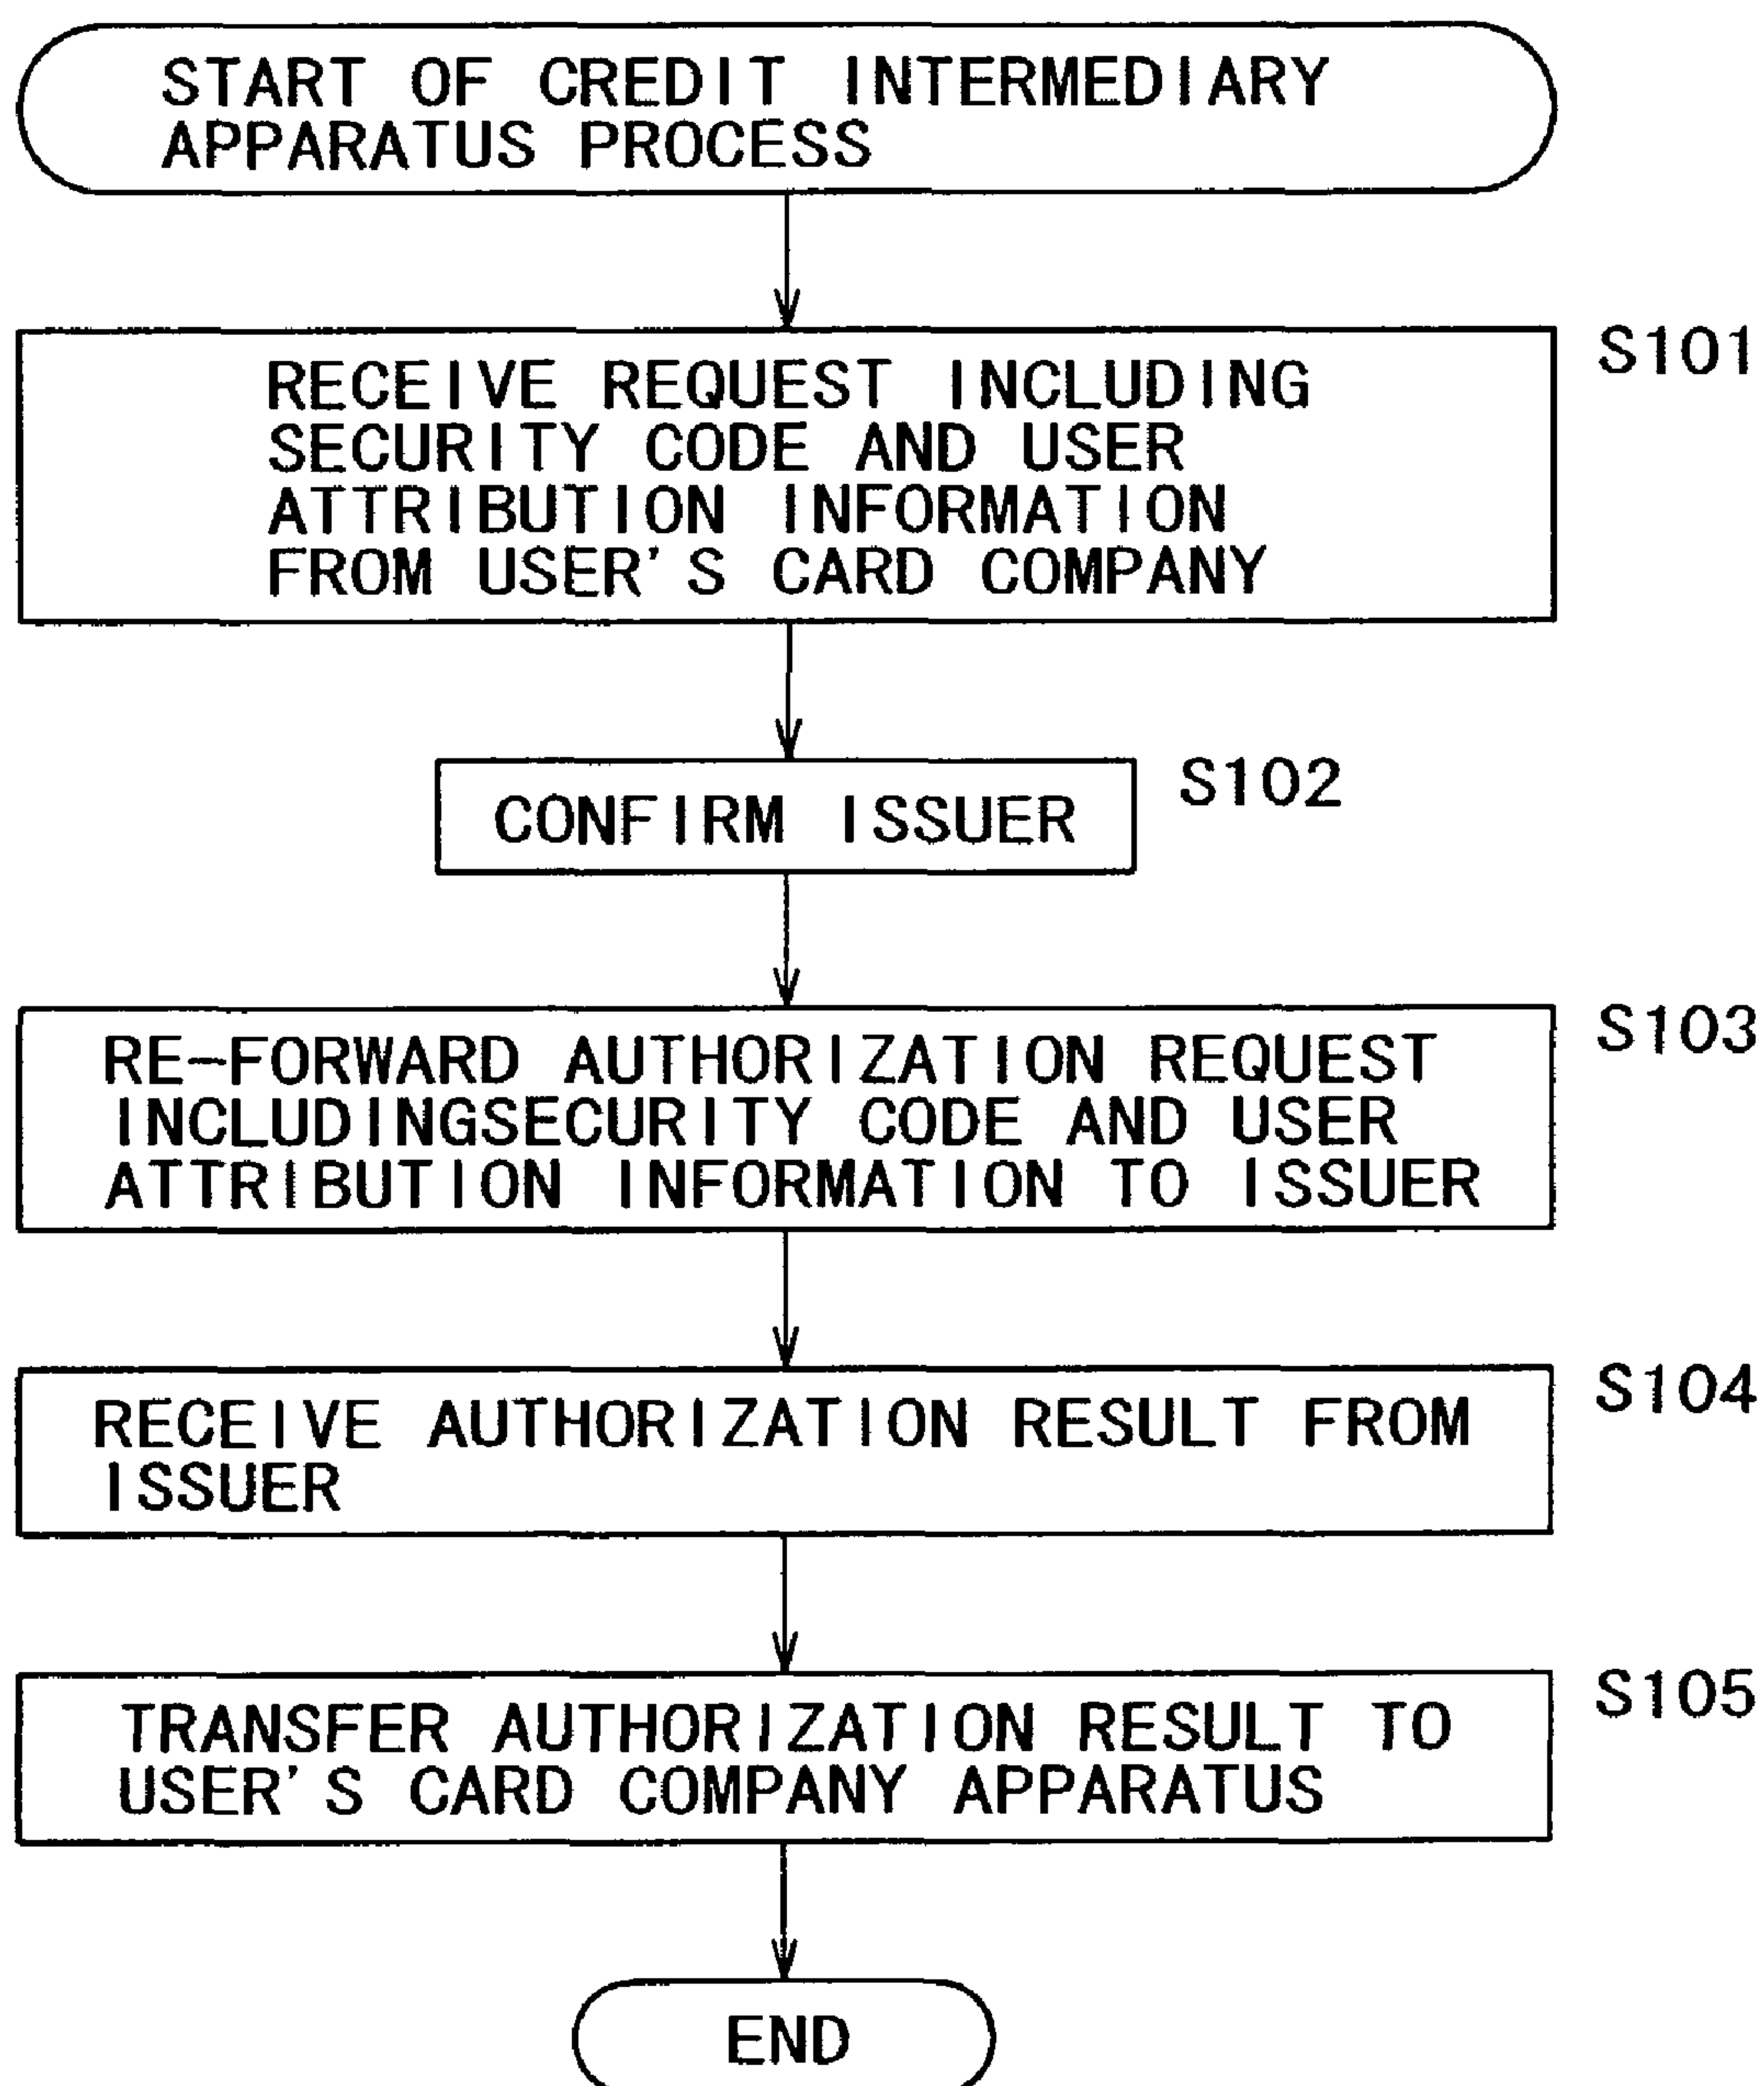 START OF CREDIT INTERMEDIARY
APPARATUS PROCESS
S101
RECEIVE REQUEST INCLUDING
SECURITY CODE AND USER
ATTRIBUTION INFORMATION
FROM USER'S CARD COMPANY
S102
CONFIRM ISSUER
S103
RE-FORWARD AUTHORIZATION REQUEST
INCLUDINGSECURITY CODE AND USER
ATTRIBUTION INFORMATION TO ISSUER
S104
RECEIVE AUTHORIZATION RESULT FROM
ISSUER
S105
TRANSFER AUTHORIZATION RESULT TO
USER'S CARD COMPANY APPARATUS
END